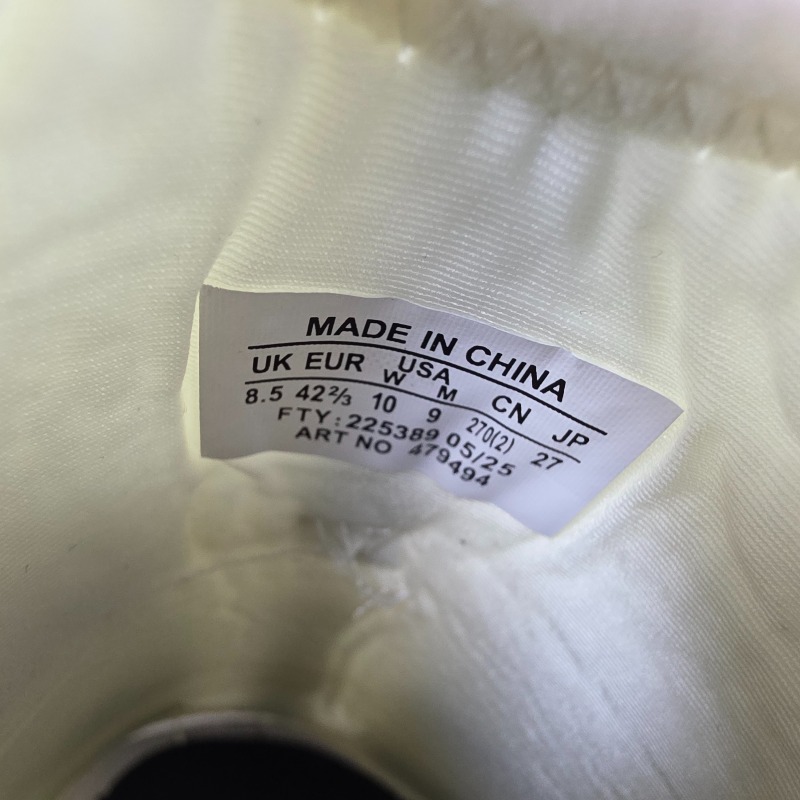 MADE IN CHINA
UK EUR USA CN JP
W M
8.5 42⅔ 10 9 270(2) 27
FTY: 225389 05/25
ART NO 479494